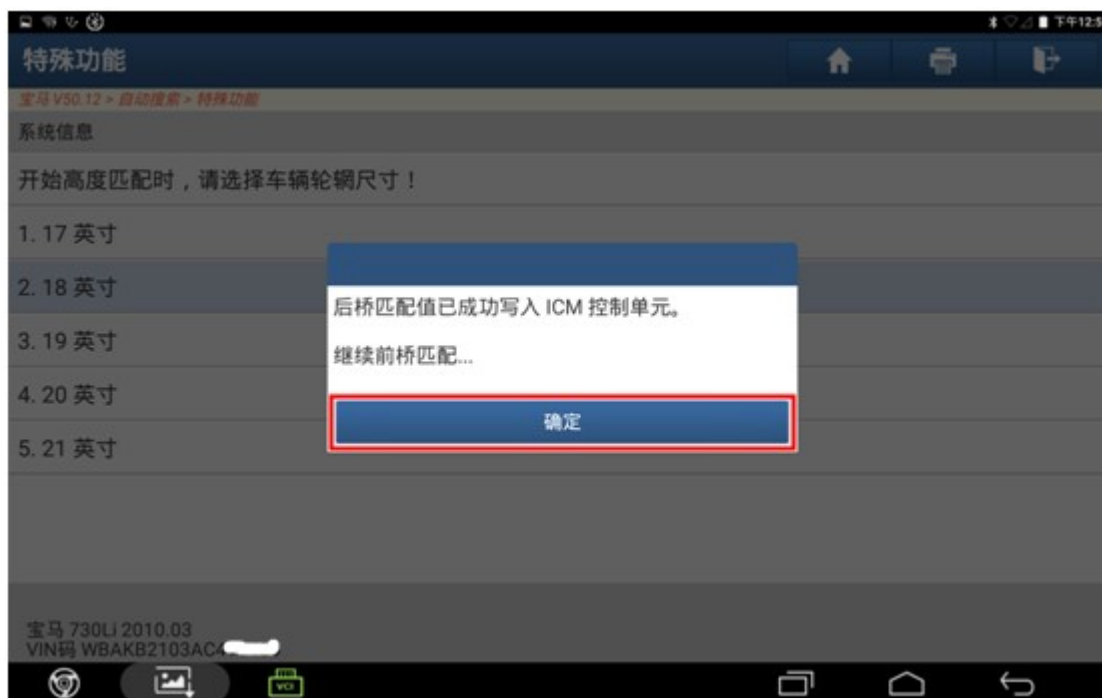 下午12:5
特殊功能
宝马 V50.12 > 自动搜索 > 特殊功能
系统信息
开始高度匹配时，请选择车辆轮辋尺寸！
1. 17 英寸
2. 18 英寸
3. 19 英寸
4. 20 英寸
5. 21 英寸
后桥匹配值已成功写入 ICM 控制单元。
继续前桥匹配...
确定
宝马 730Li 2010.03
VIN码 WBAKB2103AC
VCI